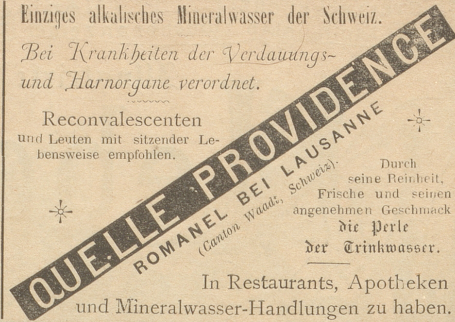 Einziges alkalisches Mineralwasser der Schweiz.
Bei Krankheiten der Verdauungs-
und Harnorgane verordnet.
Reconvalescenten
und Leuten mit sitzender Le-
bensweise empfohlen.
QUELLE PROVIDENCE
ROMANEL BEI LAUSANNE
(Canton Waadt, Schweiz).
Durch
seine Reinheit,
Frische und seinen
angenehmen Geschmack
die Perle
der Trinkwasser.
In Restaurants, Apotheken
und Mineralwasser-Handlungen zu haben.